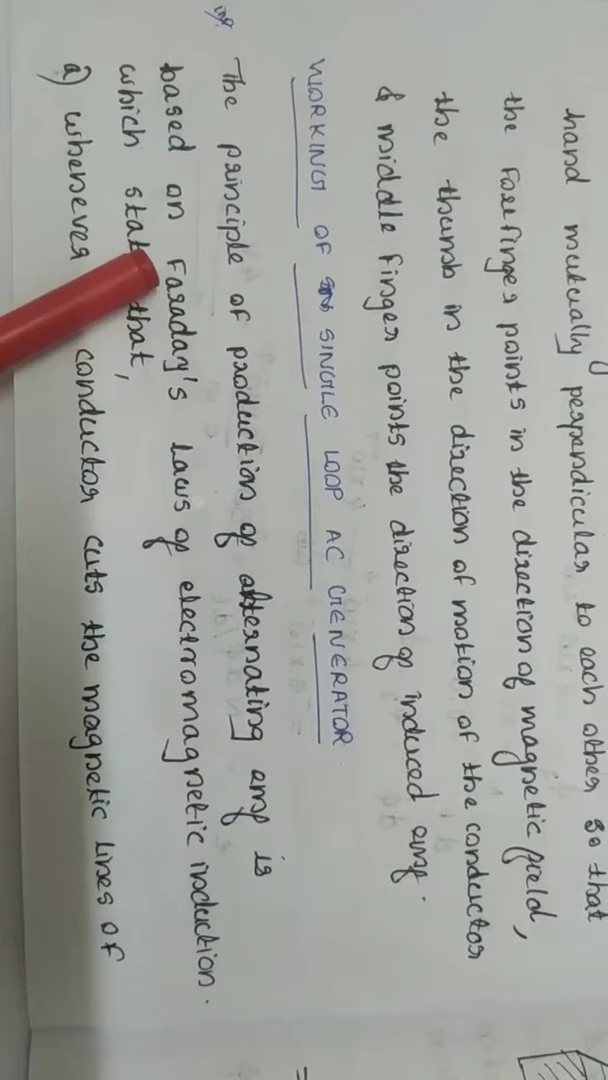 hand mutually perpendicular to each other so that
the Forefinger points in the direction of magnetic field,
the thumb in the direction of motion of the conductor
& middle finger points the direction of induced emf.
WORKING OF SINGLE LOOP AC GENERATOR
imp
The principle of production of alternating emf is
based on Faraday's laws of electromagnetic induction.
which that,
a) whenever conductor cuts the magnetic lines of